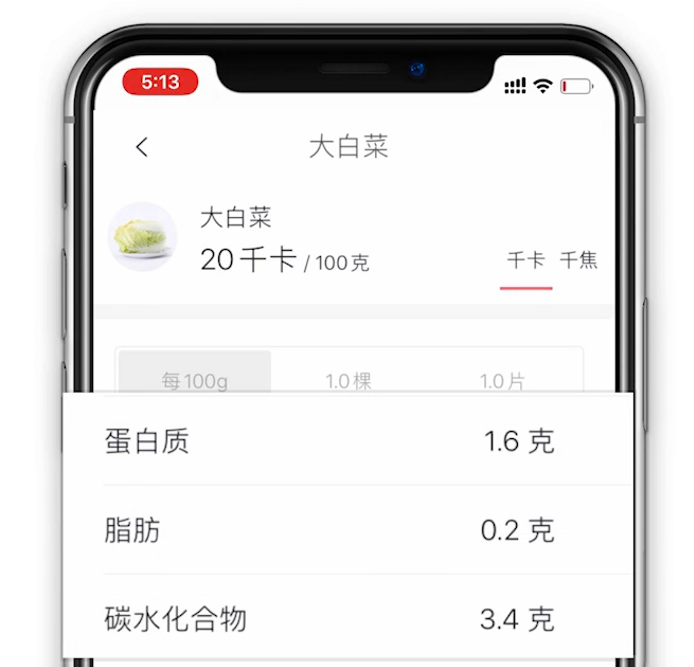 5:13
大白菜
大白菜
20千卡 / 100克
千卡 千焦
每100g 1.0棵 1.0片
蛋白质 1.6 克
脂肪 0.2 克
碳水化合物 3.4 克